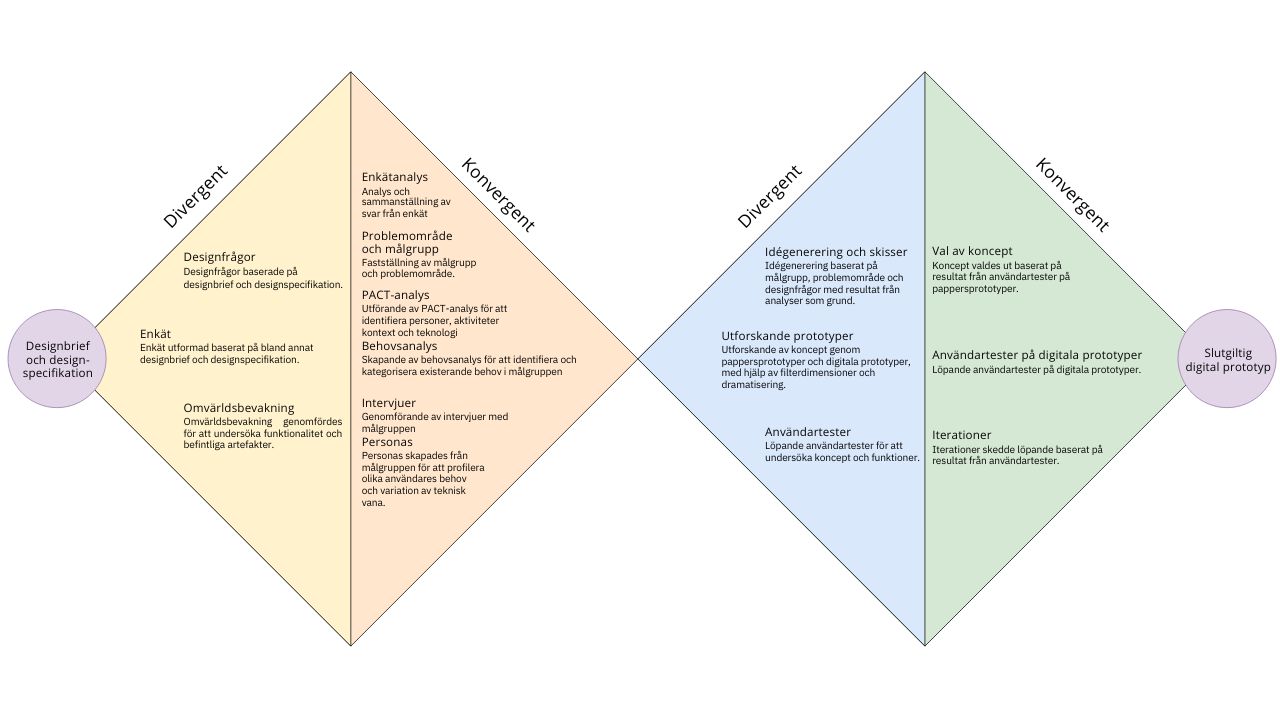 Designbrief
och design-
specifikation
Divergent
Designfrågor
Designfrågor baserade på
designbrief och designspecifikation.
Enkät
Enkät utformad baserat på bland annat
designbrief och designspecifikation.
Omvärldsbevakning
Omvärldsbevakning genomfördes
för att undersöka funktionalitet och
befintliga artefakter.
Konvergent
Enkätanalys
Analys och
sammanställning av
svar från enkät
Problemområde
och målgrupp
Fastställning av målgrupp
och problemområde.
PACT-analys
Utförande av PACT-analys för att
identifiera personer, aktiviteter
kontext och teknologi
Behovsanalys
Skapande av behovsanalys för att identifiera och
kategorisera existerande behov i målgruppen
Intervjuer
Genomförande av intervjuer med
målgruppen
Personas
Personas skapades från
målgruppen för att profilera
olika användares behov
och variation av teknisk
vana.
Divergent
Idégenerering och skisser
Idégenerering baserat på
målgrupp, problemområde och
designfrågor med resultat från
analyser som grund.
Utforskande prototyper
Utforskande av koncept genom
pappersprototyper och digitala prototyper,
med hjälp av filterdimensioner och
dramatisering.
Användartester
Löpande användartester för att
undersöka koncept och funktioner.
Konvergent
Val av koncept
Koncept valdes ut baserat på
resultat från användartester på
pappersprototyper.
Användartester på digitala prototyper
Löpande användartester på digitala prototyper.
Iterationer
Iterationer skedde löpande baserat på
resultat från användartester.
Slutgiltig
digital prototyp